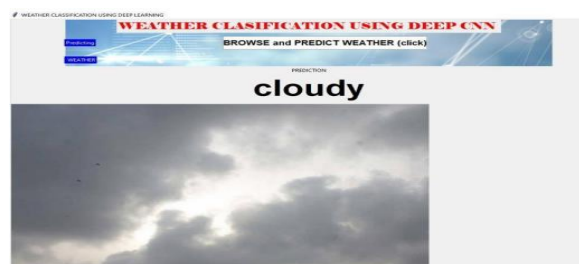 WEATHER CLASSIFICATION USING DEEP LEARNING
WEATHER CLASIFICATION USING DEEP CNN
Predicting
BROWSE and PREDICT WEATHER (click)
WEATHER
PREDICTION
cloudy